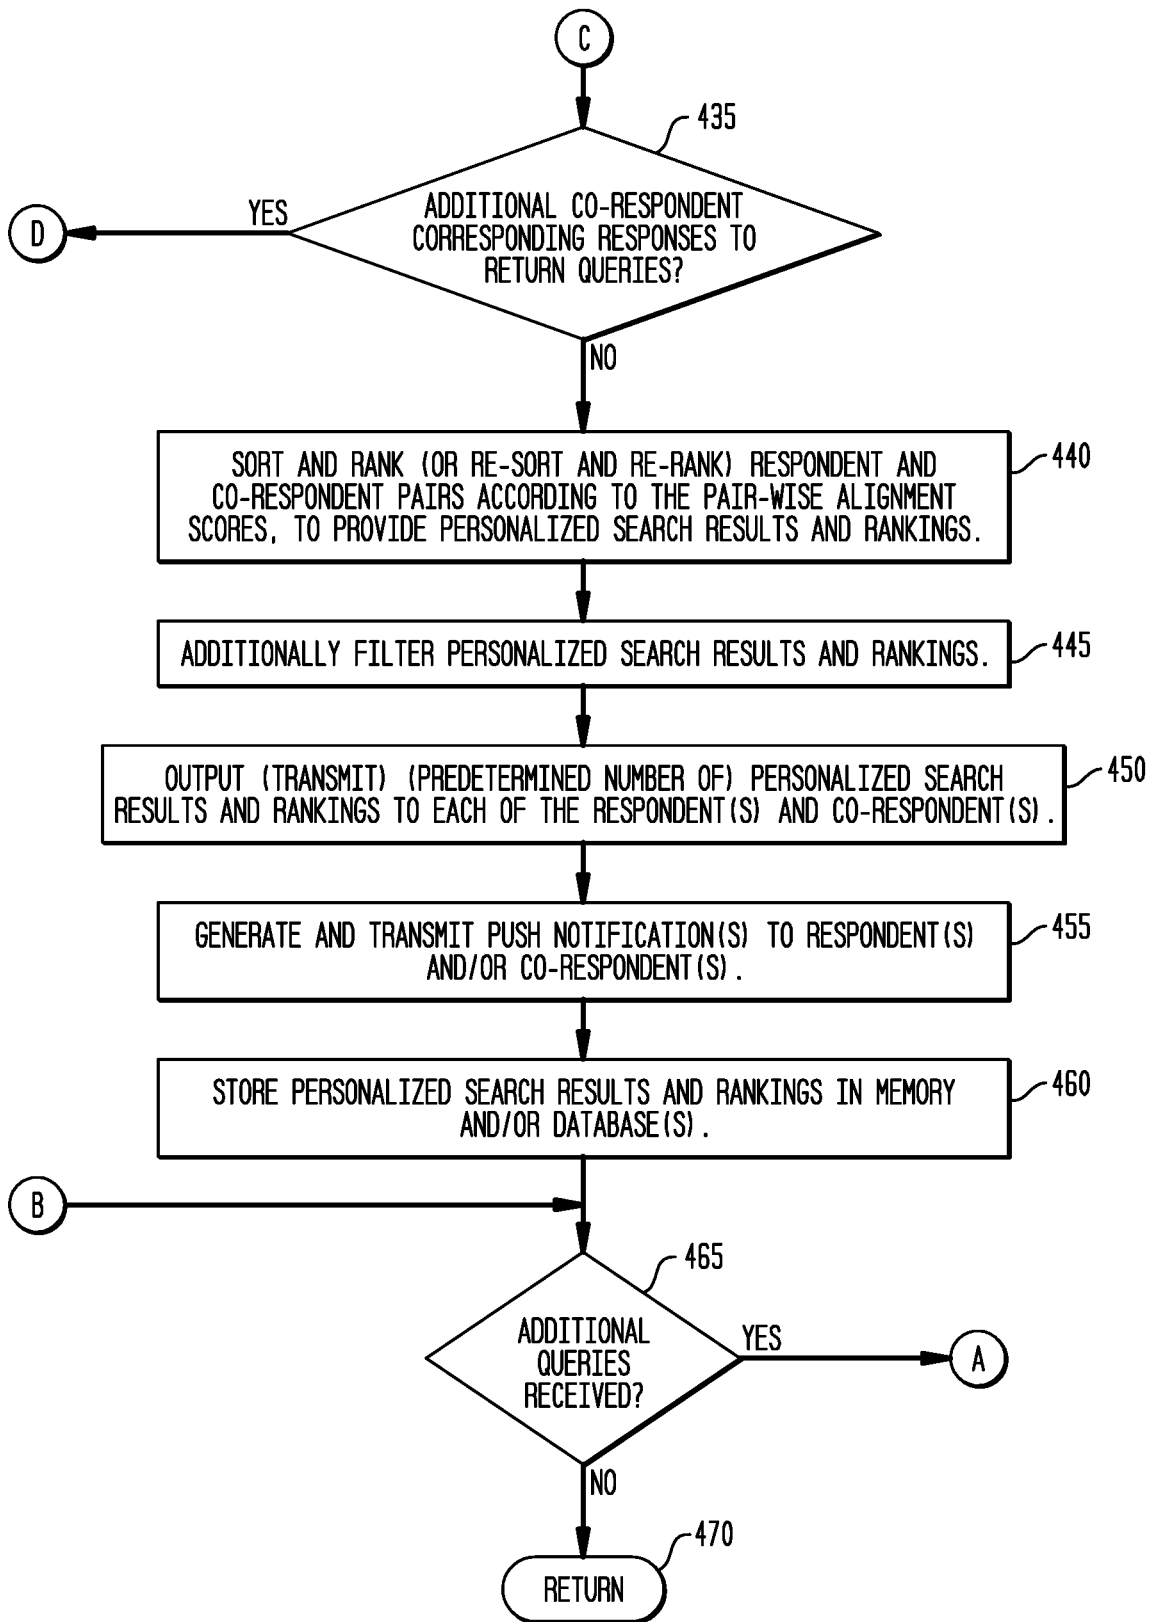 C
435
ADDITIONAL CO-RESPONDENT
CORRESPONDING RESPONSES TO
RETURN QUERIES?
YES
D
NO
440
SORT AND RANK (OR RE-SORT AND RE-RANK) RESPONDENT AND
CO-RESPONDENT PAIRS ACCORDING TO THE PAIR-WISE ALIGNMENT
SCORES, TO PROVIDE PERSONALIZED SEARCH RESULTS AND RANKINGS.
445
ADDITIONALLY FILTER PERSONALIZED SEARCH RESULTS AND RANKINGS.
450
OUTPUT (TRANSMIT) (PREDETERMINED NUMBER OF) PERSONALIZED SEARCH
RESULTS AND RANKINGS TO EACH OF THE RESPONDENT(S) AND CO-RESPONDENT(S).
455
GENERATE AND TRANSMIT PUSH NOTIFICATION(S) TO RESPONDENT(S)
AND/OR CO-RESPONDENT(S).
460
STORE PERSONALIZED SEARCH RESULTS AND RANKINGS IN MEMORY
AND/OR DATABASE(S).
B
465
ADDITIONAL
QUERIES
RECEIVED?
YES
A
NO
470
RETURN